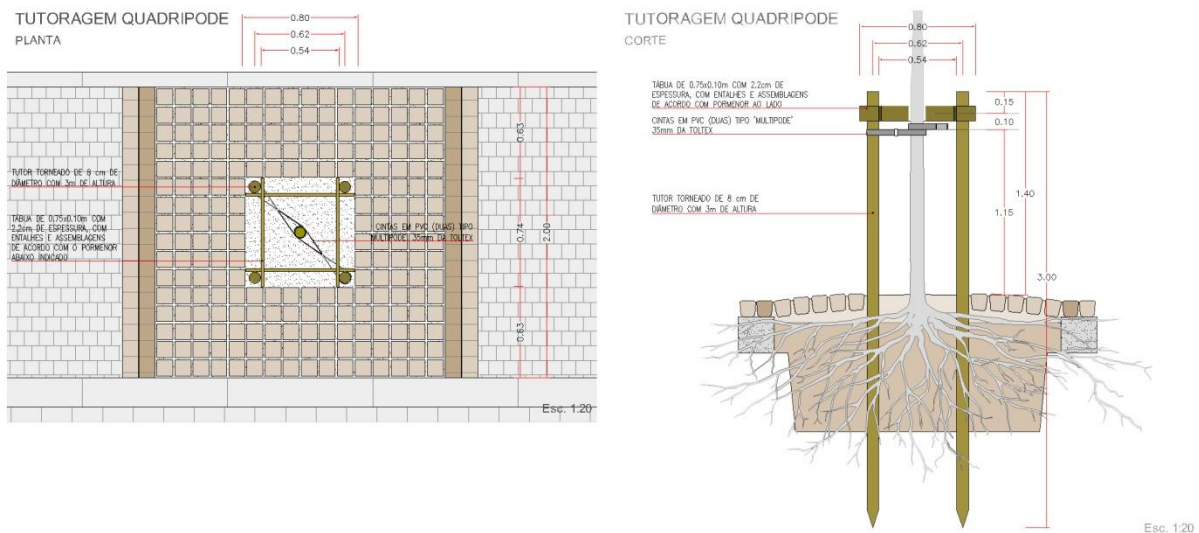 TUTORAGEM QUADRIPODE
PLANTA
0.80
0.62
0.54
TUTOR TORNEADO DE 8 cm DE
DIÂMETRO COM 3m DE ALTURA
TÁBUA DE 0,75x0.10m COM
2,2cm DE ESPESSURA, COM
ENTALHES E ASSEMBLAGENS
DE ACORDO COM O PORMENOR
ABAIXO INDICADO
CINTAS EM PVC (DUAS) TIPO
'MULTIPODE' 35mm DA TOLTEX
0.63
0.74
2.00
0.63
Esc. 1:20
TUTORAGEM QUADRIPODE
CORTE
0.80
0.62
0.54
TÁBUA DE 0,75x0.10m COM 2,2cm DE
ESPESSURA, COM ENTALHES E ASSEMBLAGENS
DE ACORDO COM PORMENOR AO LADO
CINTAS EM PVC (DUAS) TIPO 'MULTIPODE'
35mm DA TOLTEX
0.15
0.10
TUTOR TORNEADO DE 8 cm DE
DIÂMETRO COM 3m DE ALTURA
1.40
1.15
3.00
Esc. 1:20